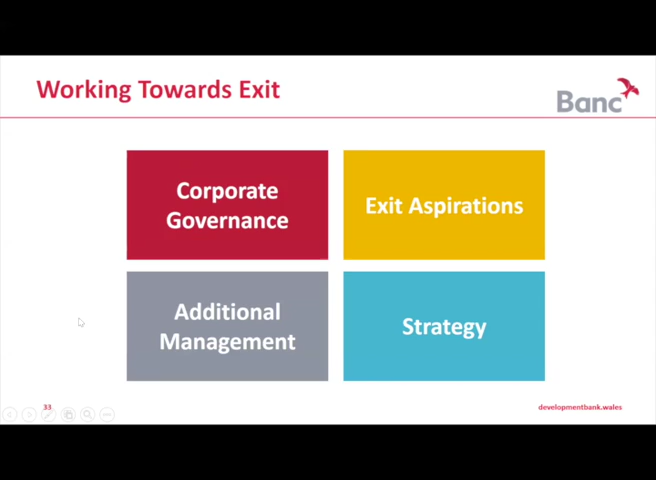 Working Towards Exit
Banc
Corporate
Governance
Exit Aspirations
Additional
Management
Strategy
33
developmentbank.wales